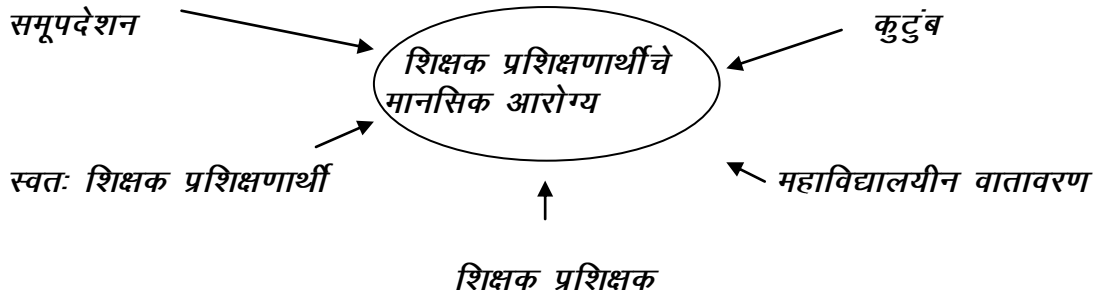 समूपदेशन
कुटुंब
शिक्षक प्रशिक्षणार्थीचे
मानसिक आरोग्य
स्वतः शिक्षक प्रशिक्षणार्थी
महाविद्यालयीन वातावरण
शिक्षक प्रशिक्षक